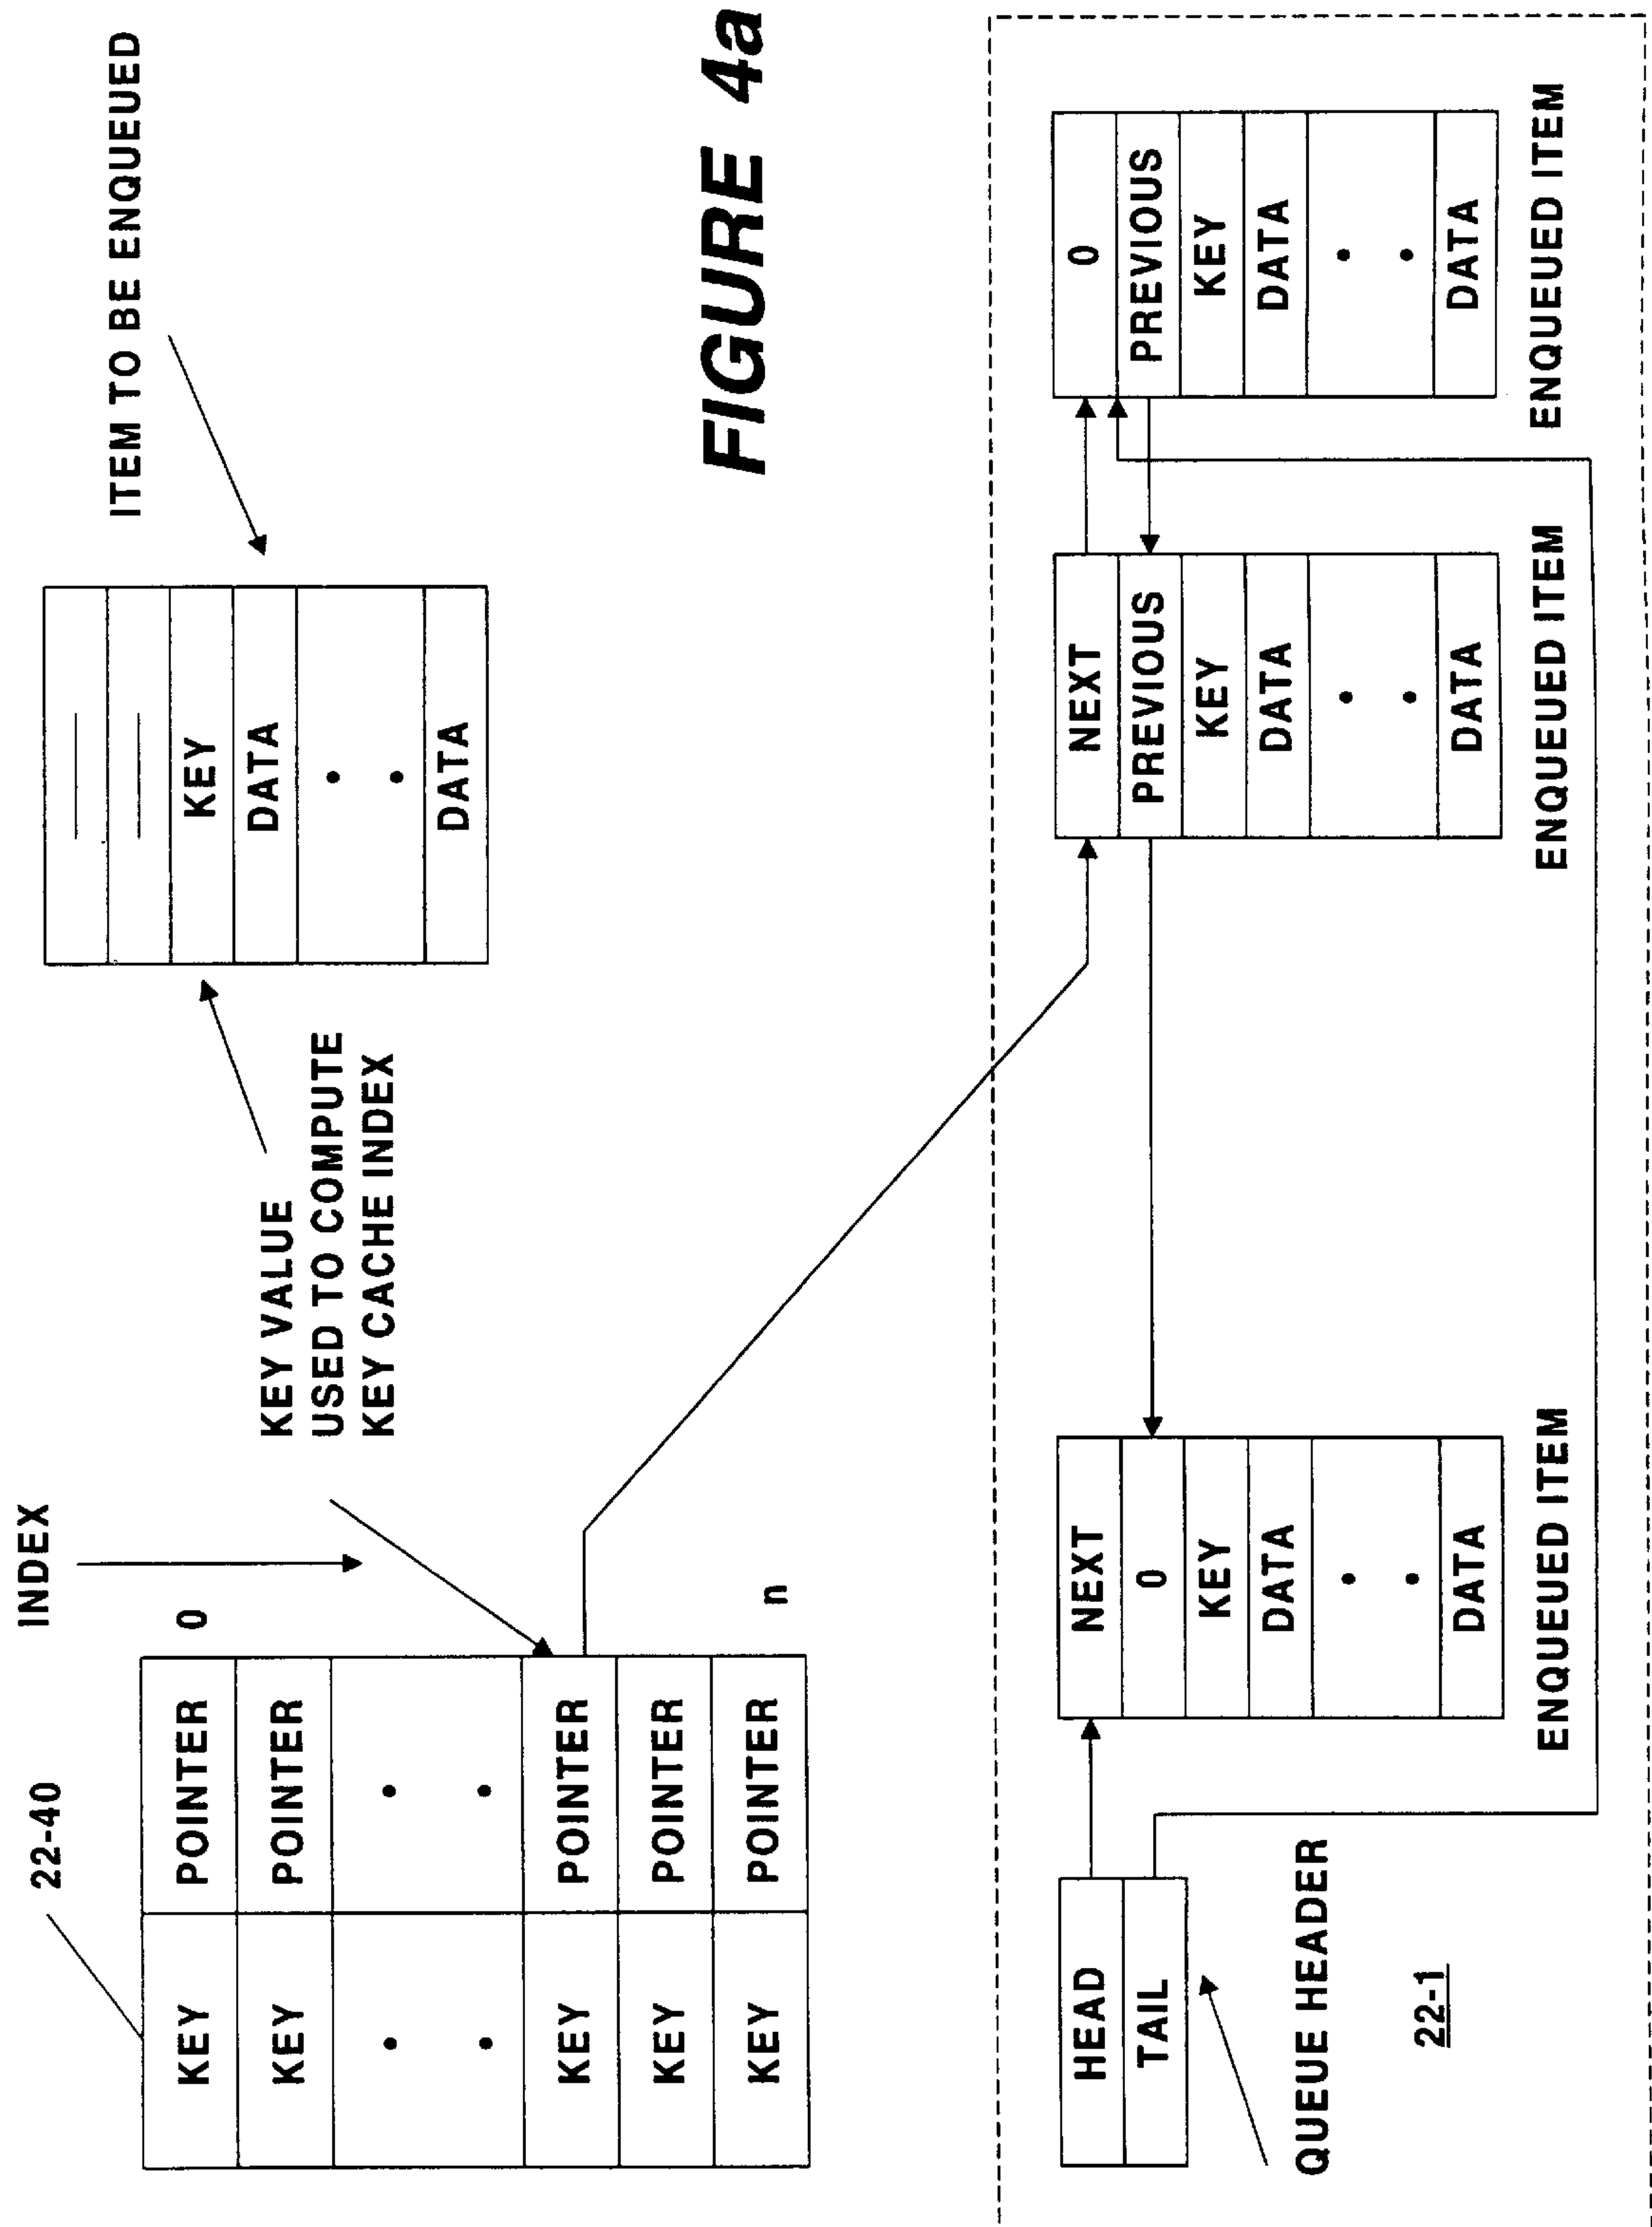 22-40
INDEX
KEY POINTER 0
KEY POINTER
. .
. .
KEY POINTER
KEY POINTER
KEY POINTER n
KEY VALUE
USED TO COMPUTE
KEY CACHE INDEX
KEY
DATA
.
.
DATA
ITEM TO BE ENQUEUED
FIGURE 4a
HEAD
TAIL
QUEUE HEADER
22-1
NEXT
0
KEY
DATA
.
.
DATA
ENQUEUED ITEM
NEXT
PREVIOUS
KEY
DATA
.
.
DATA
ENQUEUED ITEM
0
PREVIOUS
KEY
DATA
.
.
DATA
ENQUEUED ITEM